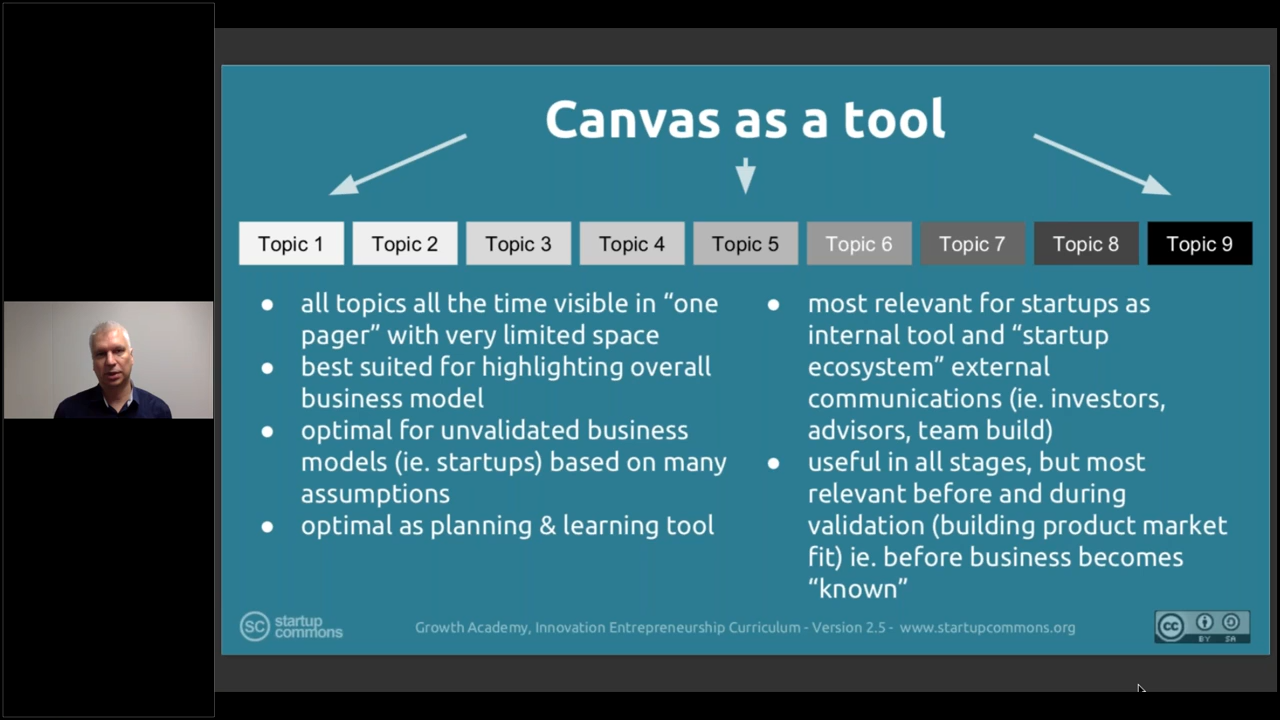 Canvas as a tool
Topic 1
Topic 2
Topic 3
Topic 4
Topic 5
Topic 6
Topic 7
Topic 8
Topic 9
● all topics all the time visible in “one
pager” with very limited space
● best suited for highlighting overall
business model
● optimal for unvalidated business
models (ie. startups) based on many
assumptions
● optimal as planning & learning tool
● most relevant for startups as
internal tool and “startup
ecosystem” external
communications (ie. investors,
advisors, team build)
● useful in all stages, but most
relevant before and during
validation (building product market
fit) ie. before business becomes
“known”
SC startup
commons
Growth Academy, Innovation Entrepreneurship Curriculum - Version 2.5 - www.startupcommons.org
cc
BY SA